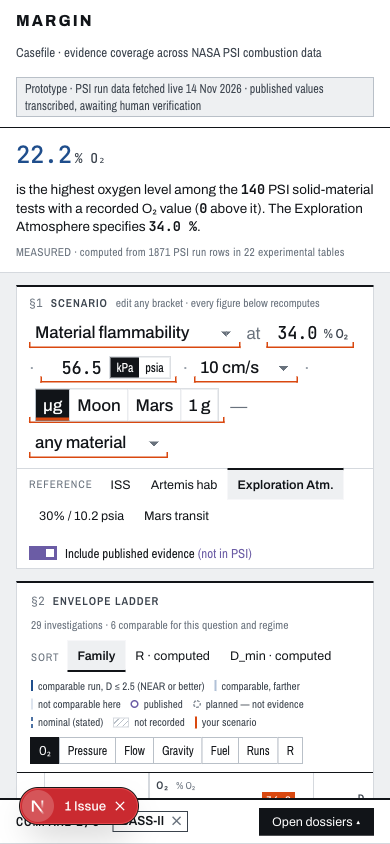 MARGIN
Casefile · evidence coverage across NASA PSI combustion data
Prototype · PSI run data fetched live 14 Nov 2026 · published values
transcribed, awaiting human verification
22.2% O₂
is the highest oxygen level among the 140 PSI solid-material
tests with a recorded O₂ value (0 above it). The Exploration
Atmosphere specifies 34.0 %.
MEASURED · computed from 1871 PSI run rows in 22 experimental tables
§1 SCENARIO edit any bracket · every figure below recomputes
Material flammability at 34.0 % O₂
· 56.5 kPa psia · 10 cm/s ·
µg Moon Mars 1 g —
any material
REFERENCE ISS Artemis hab Exploration Atm.
30% / 10.2 psia Mars transit
Include published evidence (not in PSI)
§2 ENVELOPE LADDER
29 investigations · 6 comparable for this question and regime
SORT Family R · computed D_min · computed
comparable run, D ≤ 2.5 (NEAR or better) comparable, farther
not comparable here published planned — not evidence
nominal (stated) not recorded your scenario
O₂ Pressure Flow Gravity Fuel Runs R
O₂ % O₂
N 1 Issue ×
BASS-II ×
Open dossiers ▴